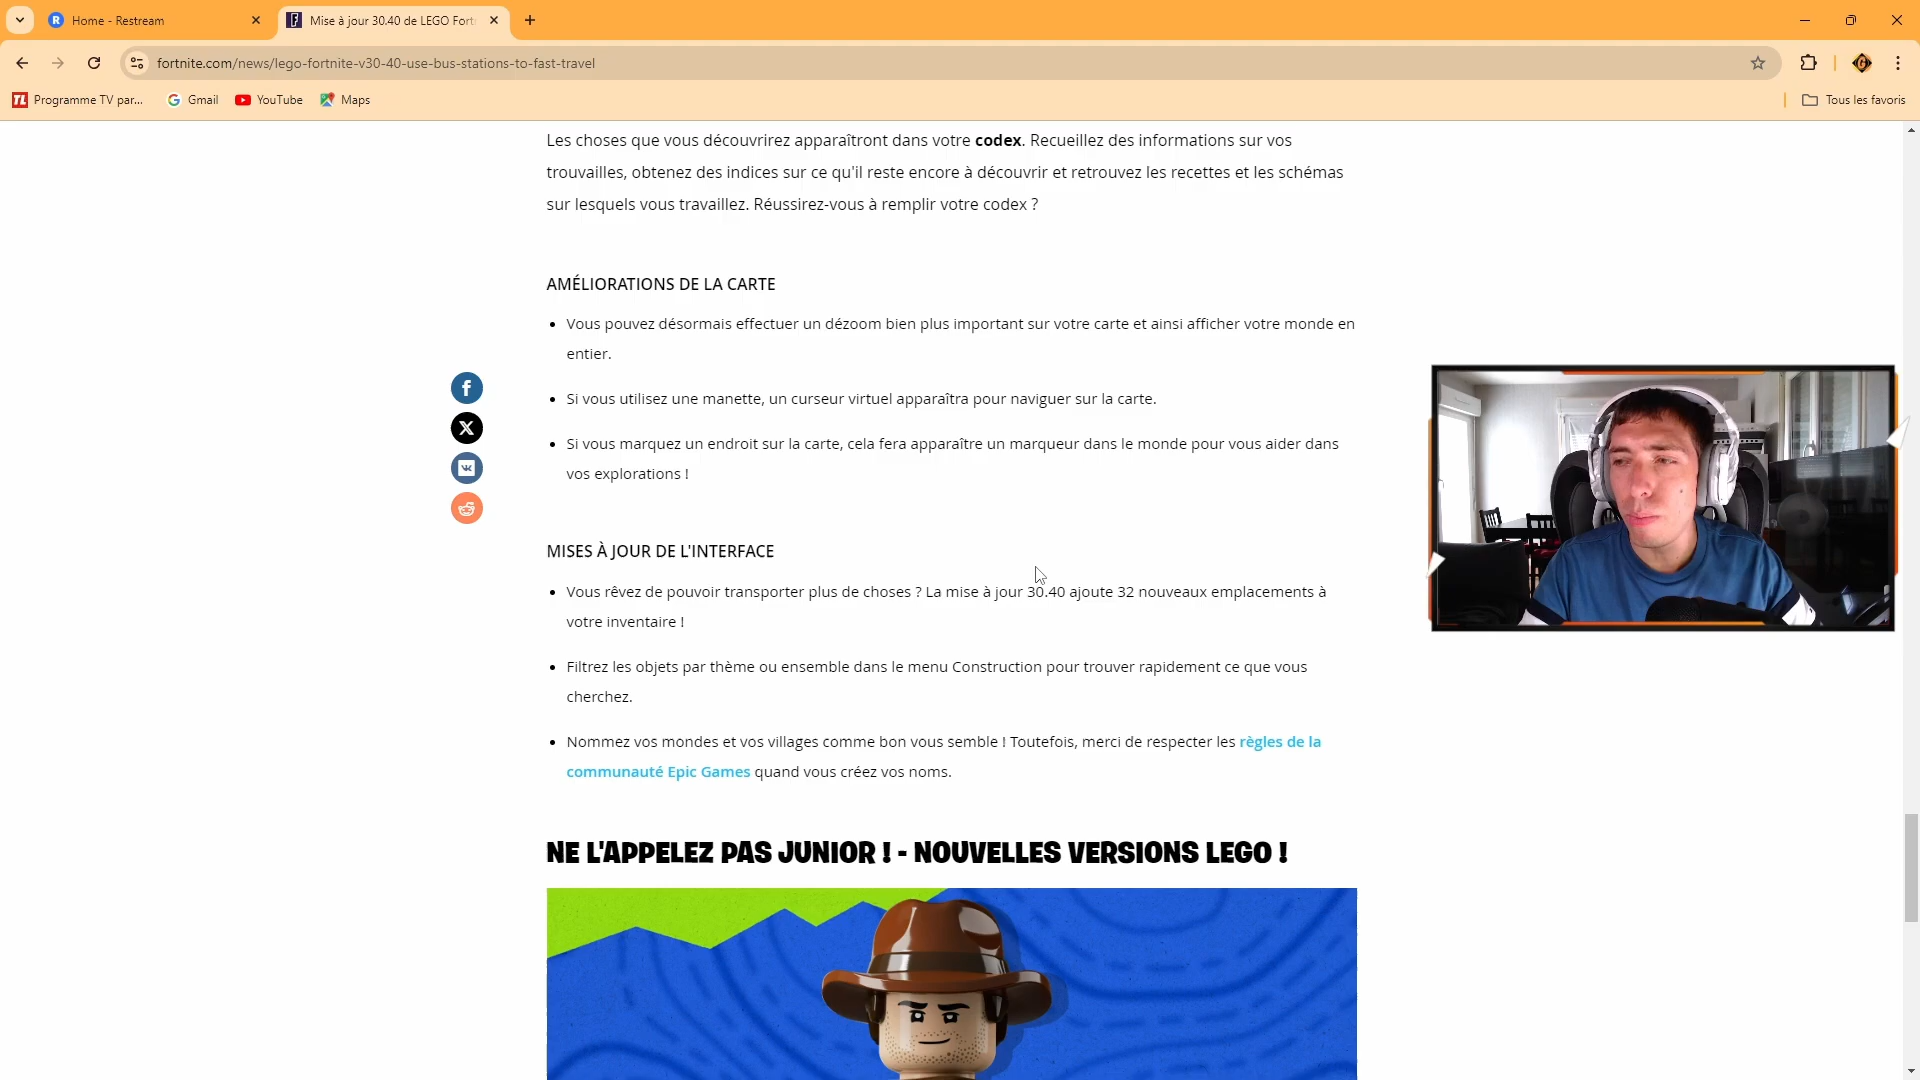 Home - Restream
Mise à jour 30.40 de LEGO Fort
fortnite.com/news/lego-fortnite-v30-40-use-bus-stations-to-fast-travel
Programme TV par...
Gmail
YouTube
Maps
Tous les favoris
Les choses que vous découvrirez apparaîtront dans votre codex. Recueillez des informations sur vos
trouvailles, obtenez des indices sur ce qu'il reste encore à découvrir et retrouvez les recettes et les schémas
sur lesquels vous travaillez. Réussirez-vous à remplir votre codex ?
AMÉLIORATIONS DE LA CARTE
Vous pouvez désormais effectuer un dézoom bien plus important sur votre carte et ainsi afficher votre monde en
entier.
Si vous utilisez une manette, un curseur virtuel apparaîtra pour naviguer sur la carte.
Si vous marquez un endroit sur la carte, cela fera apparaître un marqueur dans le monde pour vous aider dans
vos explorations !
MISES À JOUR DE L'INTERFACE
Vous rêvez de pouvoir transporter plus de choses ? La mise à jour 30.40 ajoute 32 nouveaux emplacements à
votre inventaire !
Filtrez les objets par thème ou ensemble dans le menu Construction pour trouver rapidement ce que vous
cherchez.
Nommez vos mondes et vos villages comme bon vous semble ! Toutefois, merci de respecter les règles de la
communauté Epic Games quand vous créez vos noms.
NE L'APPELEZ PAS JUNIOR ! - NOUVELLES VERSIONS LEGO !